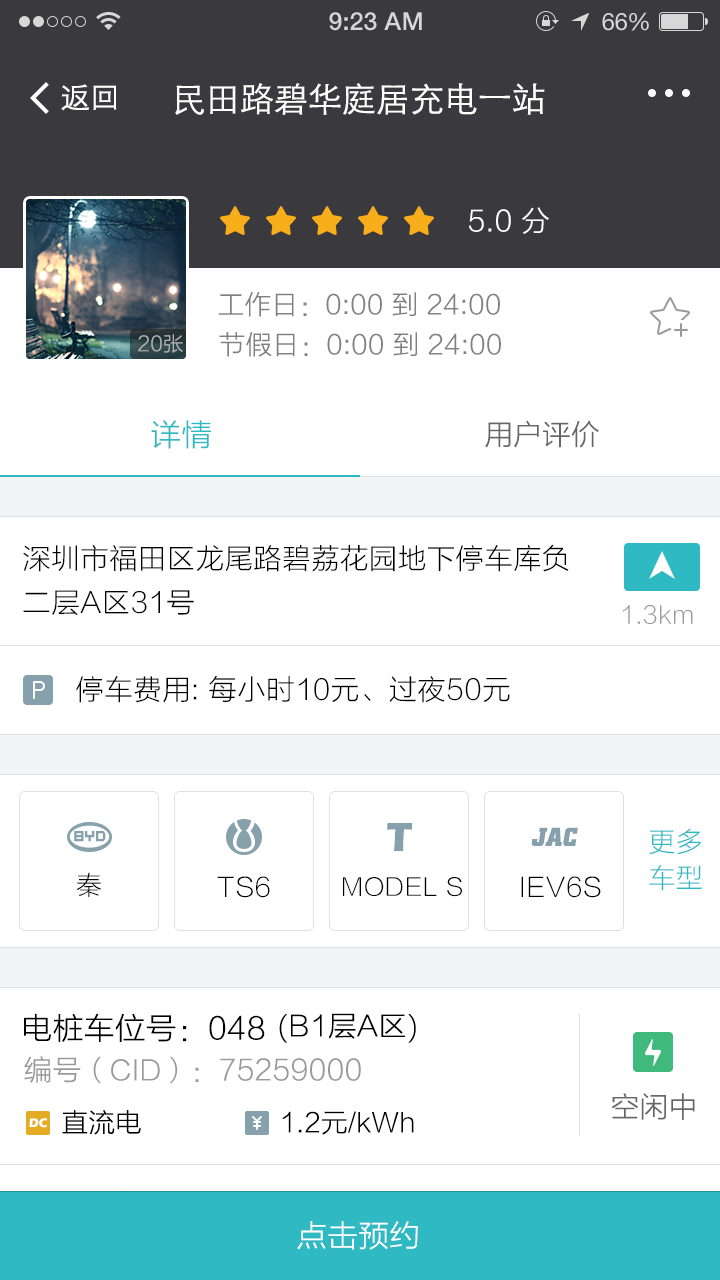 9:23 AM
66%
返回
民田路碧华庭居充电一站
5.0 分
20张
工作日：0:00 到 24:00
节假日：0:00 到 24:00
详情
用户评价
深圳市福田区龙尾路碧荔花园地下停车库负
二层A区31号
1.3km
P
停车费用: 每小时10元、过夜50元
BYD
秦
TS6
T
MODEL S
JAC
IEV6S
更多
车型
电桩车位号：048 (B1层A区)
编号 ( CID ) ：75259000
DC
直流电
¥
1.2元/kWh
空闲中
点击预约